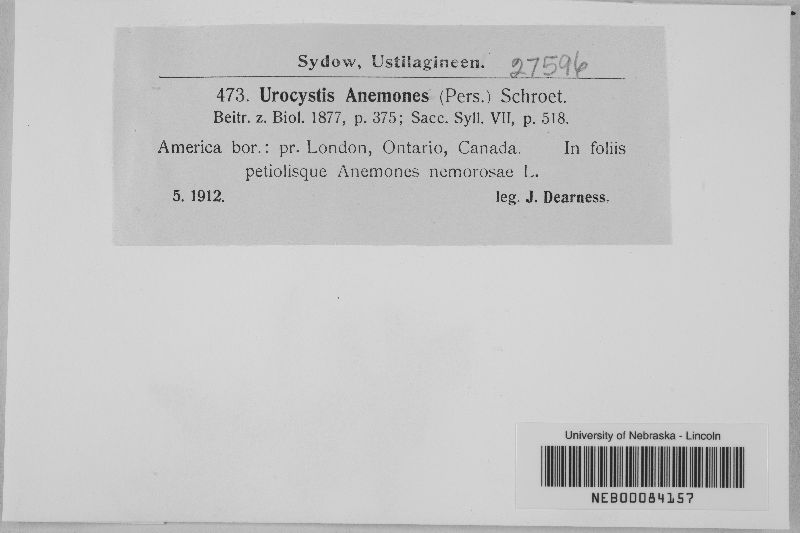 Sydow, Ustilagineen. 27596
473. Urocystis Anemones (Pers.) Schroet.
Beitr. z. Biol. 1877, p. 375; Sacc. Syll. VII, p. 518.
America bor.: pr. London, Ontario, Canada. In foliis
petiolisque Anemones nemorosae L.
5. 1912. leg. J. Dearness.
University of Nebraska - Lincoln
NEB00084157